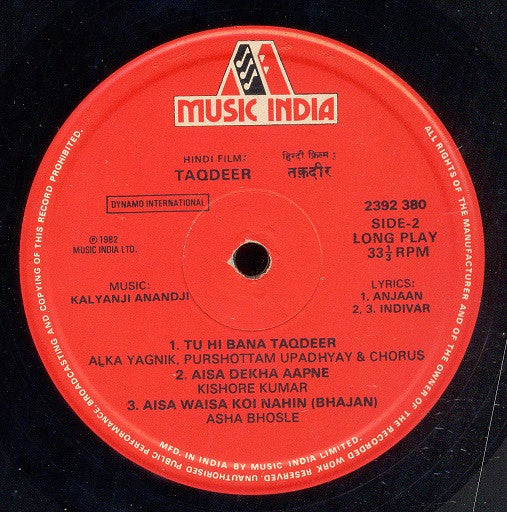 MUSIC INDIA
HINDI FILM:
TAQDEER
हिन्दी फ़िल्म :
तक़दीर
DYNAMO INTERNATIONAL
℗ 1982
MUSIC INDIA LTD.
2392 380
SIDE-2
LONG PLAY
33⅓ RPM
MUSIC:
KALYANJI ANANDJI
LYRICS:
1. ANJAAN
2, 3. INDIVAR
1. TU HI BANA TAQDEER
ALKA YAGNIK, PURSHOTTAM UPADHYAY & CHORUS
2. AISA DEKHA AAPNE
KISHORE KUMAR
3. AISA WAISA KOI NAHIN (BHAJAN)
ASHA BHOSLE
MFD. IN INDIA BY MUSIC INDIA LIMITED.
ALL RIGHTS OF THE MANUFACTURER AND OF THE OWNER OF THE RECORDED WORK RESERVED. UNAUTHORISED PUBLIC PERFORMANCE BROADCASTING AND COPYING OF THIS RECORD PROHIBITED.